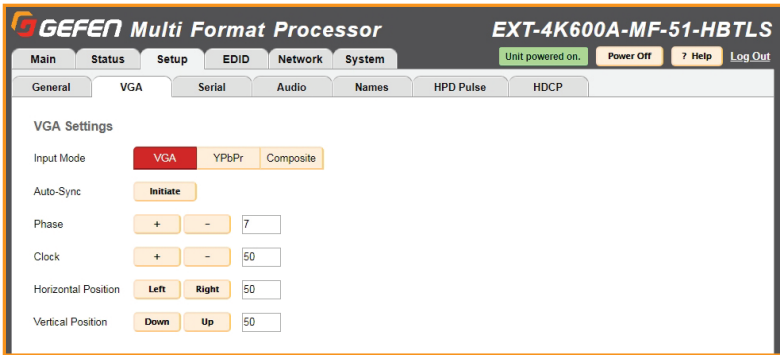 GEFEN Multi Format Processor EXT-4K600A-MF-51-HBTLS
Main Status Setup EDID Network System Unit powered on. Power Off ? Help Log Out
General VGA Serial Audio Names HPD Pulse HDCP
VGA Settings
Input Mode VGA YPbPr Composite
Auto-Sync Initiate
Phase + - 7
Clock + - 50
Horizontal Position Left Right 50
Vertical Position Down Up 50